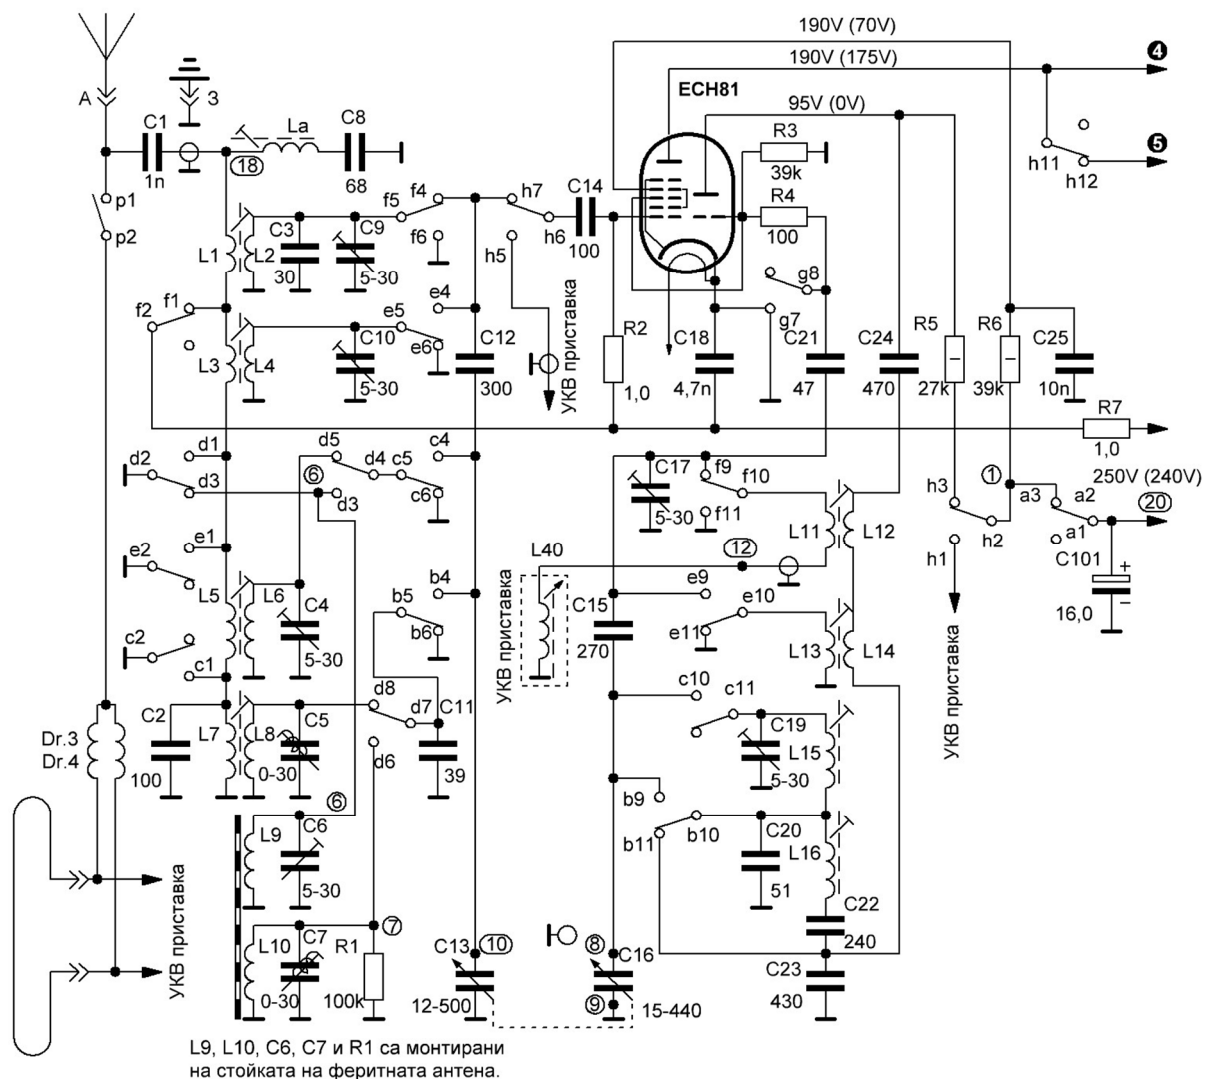 190V (70V)
190V (175V)
4
ECH81
95V (0V)
A
3
C1
1n
18
La
C8
68
R3
39k
5
h11
h12
p1
p2
f4
f5
f6
h7
h6
h5
C14
100
R4
100
L1
L2
C3
30
C9
5-30
g8
g7
f1
f2
e4
e5
e6
УКВ приставка
R2
1,0
C18
4,7n
C21
47
C24
470
R5
27k
R6
39k
C25
10n
L3
L4
C10
5-30
C12
300
R7
1,0
d1
d2
d3
d5
6
d4
c5
c4
c6
d3
C17
5-30
f9
f10
f11
1
250V (240V)
20
h3
h2
h1
a3
a2
a1
C101
16,0
+
−
e1
e2
L40
12
L11
L12
L5
L6
C4
5-30
b4
b5
b6
УКВ приставка
C15
270
e9
e10
e11
L13
L14
УКВ приставка
c2
c1
c10
c11
C2
100
L7
L8
C5
0-30
d8
d7
d6
C11
39
C19
5-30
L15
Dr.3
Dr.4
b9
b11
b10
C20
51
L16
6
L9
C6
5-30
УКВ приставка
C22
240
L10
C7
0-30
R1
100k
7
C13
10
12-500
8
C16
9
15-440
C23
430
L9, L10, C6, C7 и R1 са монтирани
на стойката на феритната антена.